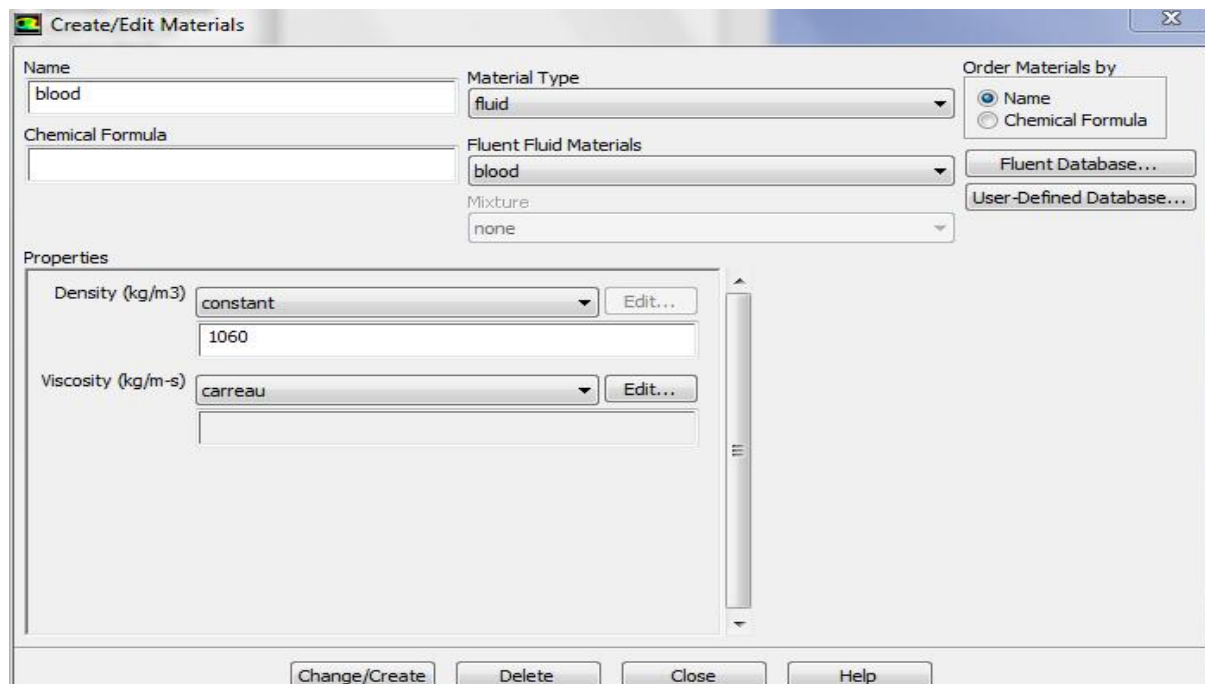 Create/Edit Materials
Name
blood
Chemical Formula
Material Type
fluid
Fluent Fluid Materials
blood
Mixture
none
Order Materials by
Name
Chemical Formula
Fluent Database...
User-Defined Database...
Properties
Density (kg/m3)
constant
Edit...
1060
Viscosity (kg/m-s)
carreau
Edit...
Change/Create
Delete
Close
Help